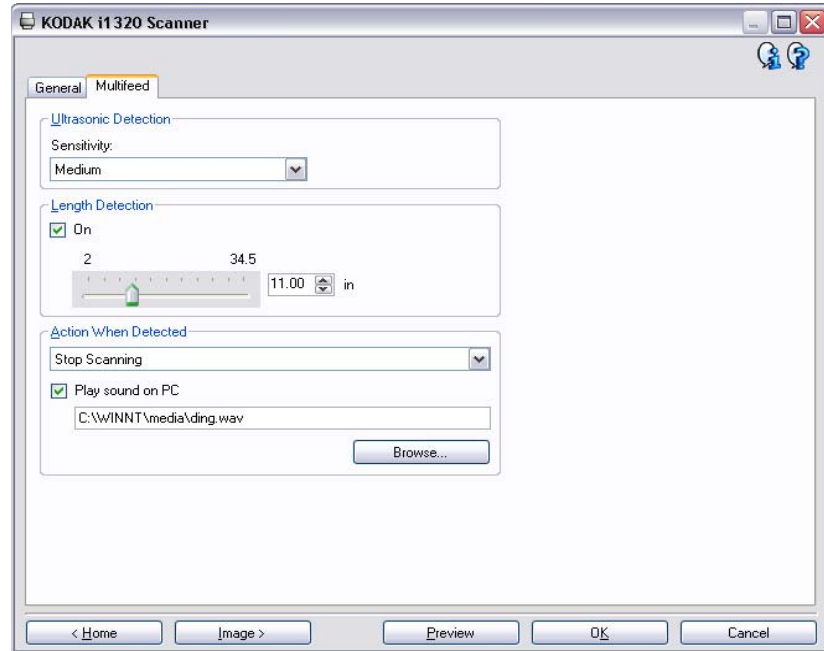 KODAK i1320 Scanner
General Multifeed
Ultrasonic Detection
Sensitivity:
Medium
Length Detection
On
2 34.5
11.00 in
Action When Detected
Stop Scanning
Play sound on PC
C:\WINNT\media\ding.wav
Browse...
< Home Image > Preview OK Cancel